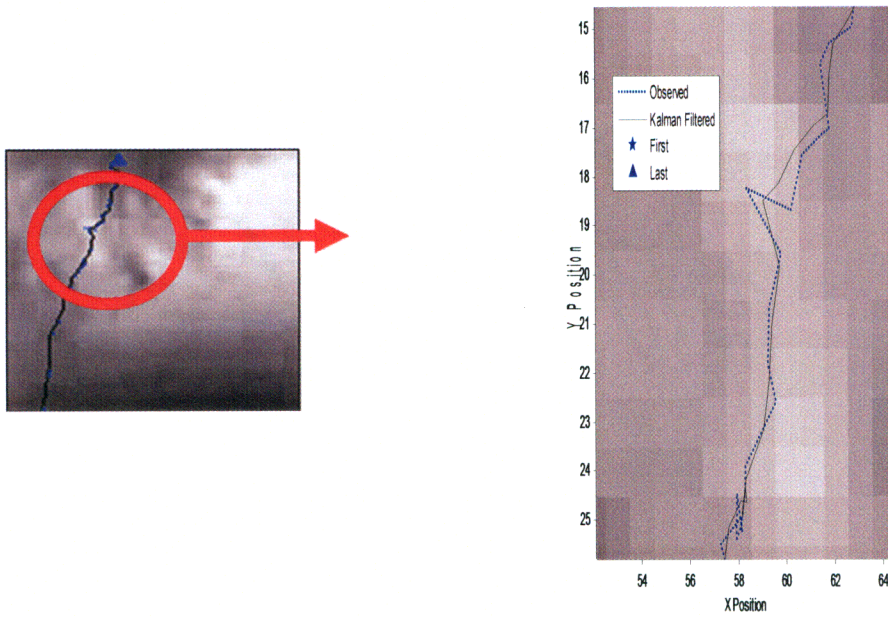 15
16
17
18
19
20
21
22
23
24
25
Y Position
Observed
Kalman Filtered
First
Last
54
56
58
60
62
64
X Position